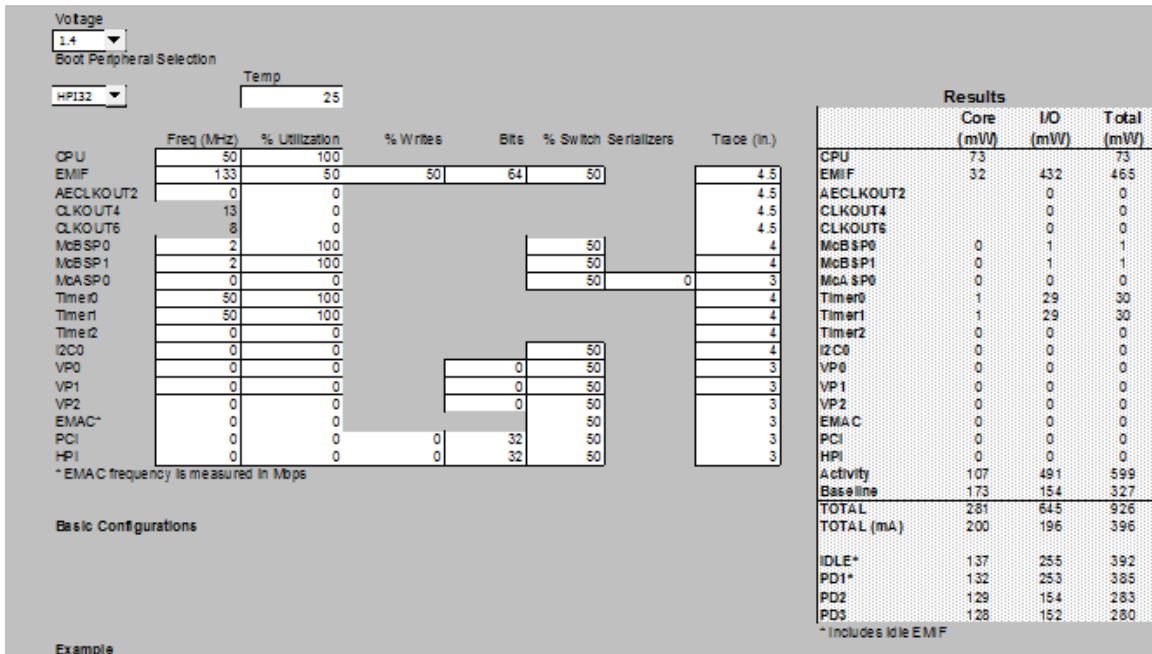 Voltage
1.4
Boot Peripheral Selection
Temp
HPI32 25
Freq (MHz) % Utilization % Writes Bits % Switch Serializers Trace (in.)
CPU 50 100
EMIF 133 50 50 64 50 4.5
AECLKOUT2 0 0 4.5
CLKOUT4 13 0 4.5
CLKOUT6 8 0 4.5
McBSP0 2 100 50 4
McBSP1 2 100 50 4
McASP0 0 0 50 0 3
Timer0 50 100 4
Timer1 50 100 4
Timer2 0 0 4
I2C0 0 0 50 4
VP0 0 0 0 50 3
VP1 0 0 0 50 3
VP2 0 0 0 50 3
EMAC* 0 0 50 3
PCI 0 0 0 32 50 3
HPI 0 0 0 32 50 3
* EMAC frequency is measured in Mbps
Basic Configurations
Example
Results
Core I/O Total
(mW) (mW) (mW)
CPU 73 73
EMIF 32 432 465
AECLKOUT2 0 0
CLKOUT4 0 0
CLKOUT6 0 0
McBSP0 0 1 1
McBSP1 0 1 1
McASP0 0 0 0
Timer0 1 29 30
Timer1 1 29 30
Timer2 0 0 0
I2C0 0 0 0
VP0 0 0 0
VP1 0 0 0
VP2 0 0 0
EMAC 0 0 0
PCI 0 0 0
HPI 0 0 0
Activity 107 491 599
Baseline 173 154 327
TOTAL 281 645 926
TOTAL (mA) 200 196 396
IDLE* 137 255 392
PD1* 132 253 385
PD2 129 154 283
PD3 128 152 280
* Includes Idle EMIF